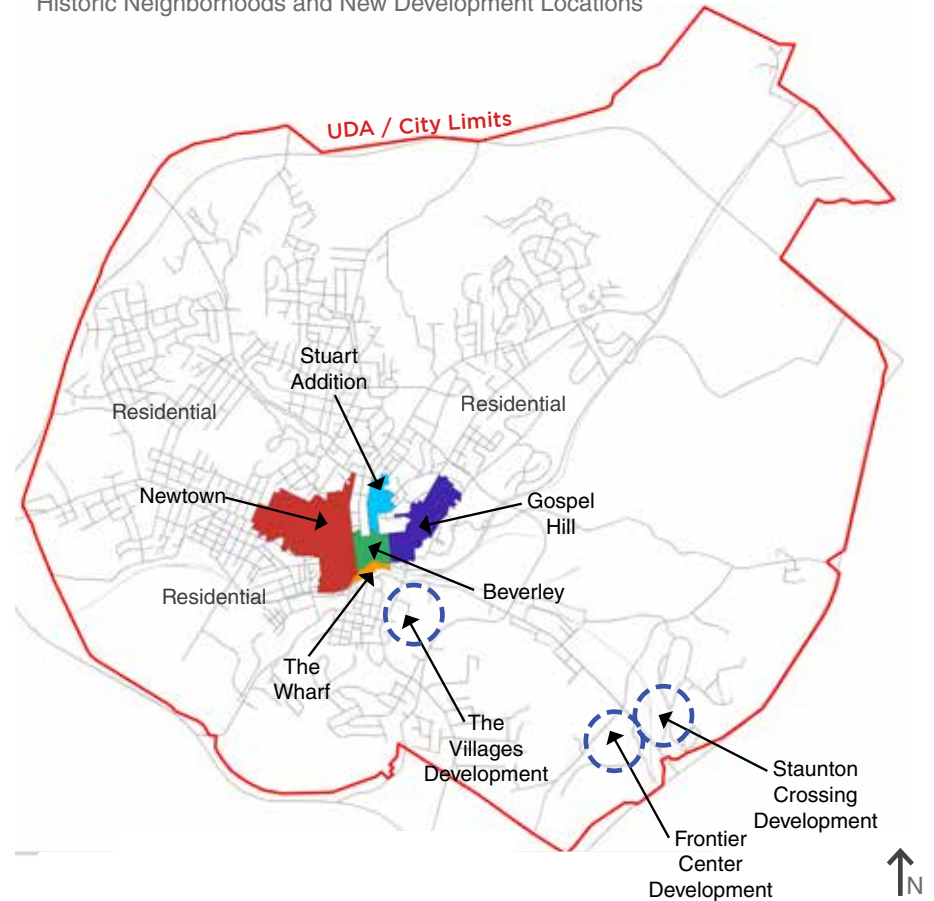 Historic Neighborhoods and New Development Locations
UDA / City Limits
Stuart
Addition
Residential
Residential
Newtown
Gospel
Hill
Beverley
Residential
The
Wharf
The
Villages
Development
Staunton
Crossing
Development
Frontier
Center
Development
N